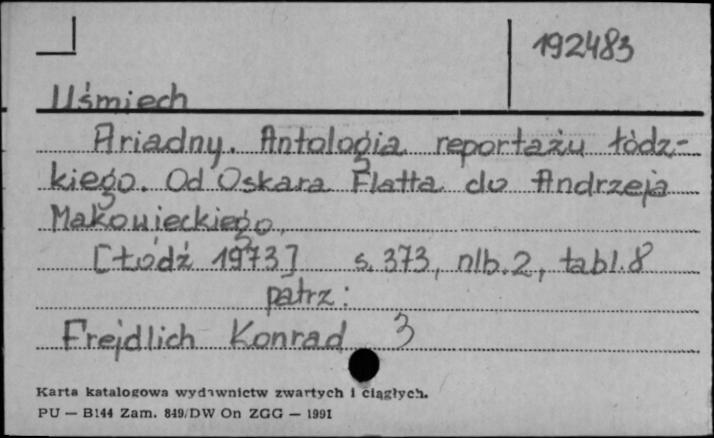 192483
Uśmiech
Ariadny. Antologia reportażu łódz-
kiego. Od Oskara Flatta do Andrzeja
Makowieckiego.
[Łódź 1973] s. 373, nlb. 2, tabl. 8
patrz:
Frejdlich Konrad 3
Karta katalogowa wydawnictw zwartych i ciągłych.
PU — B144 Zam. 849/DW On ZGG — 1991